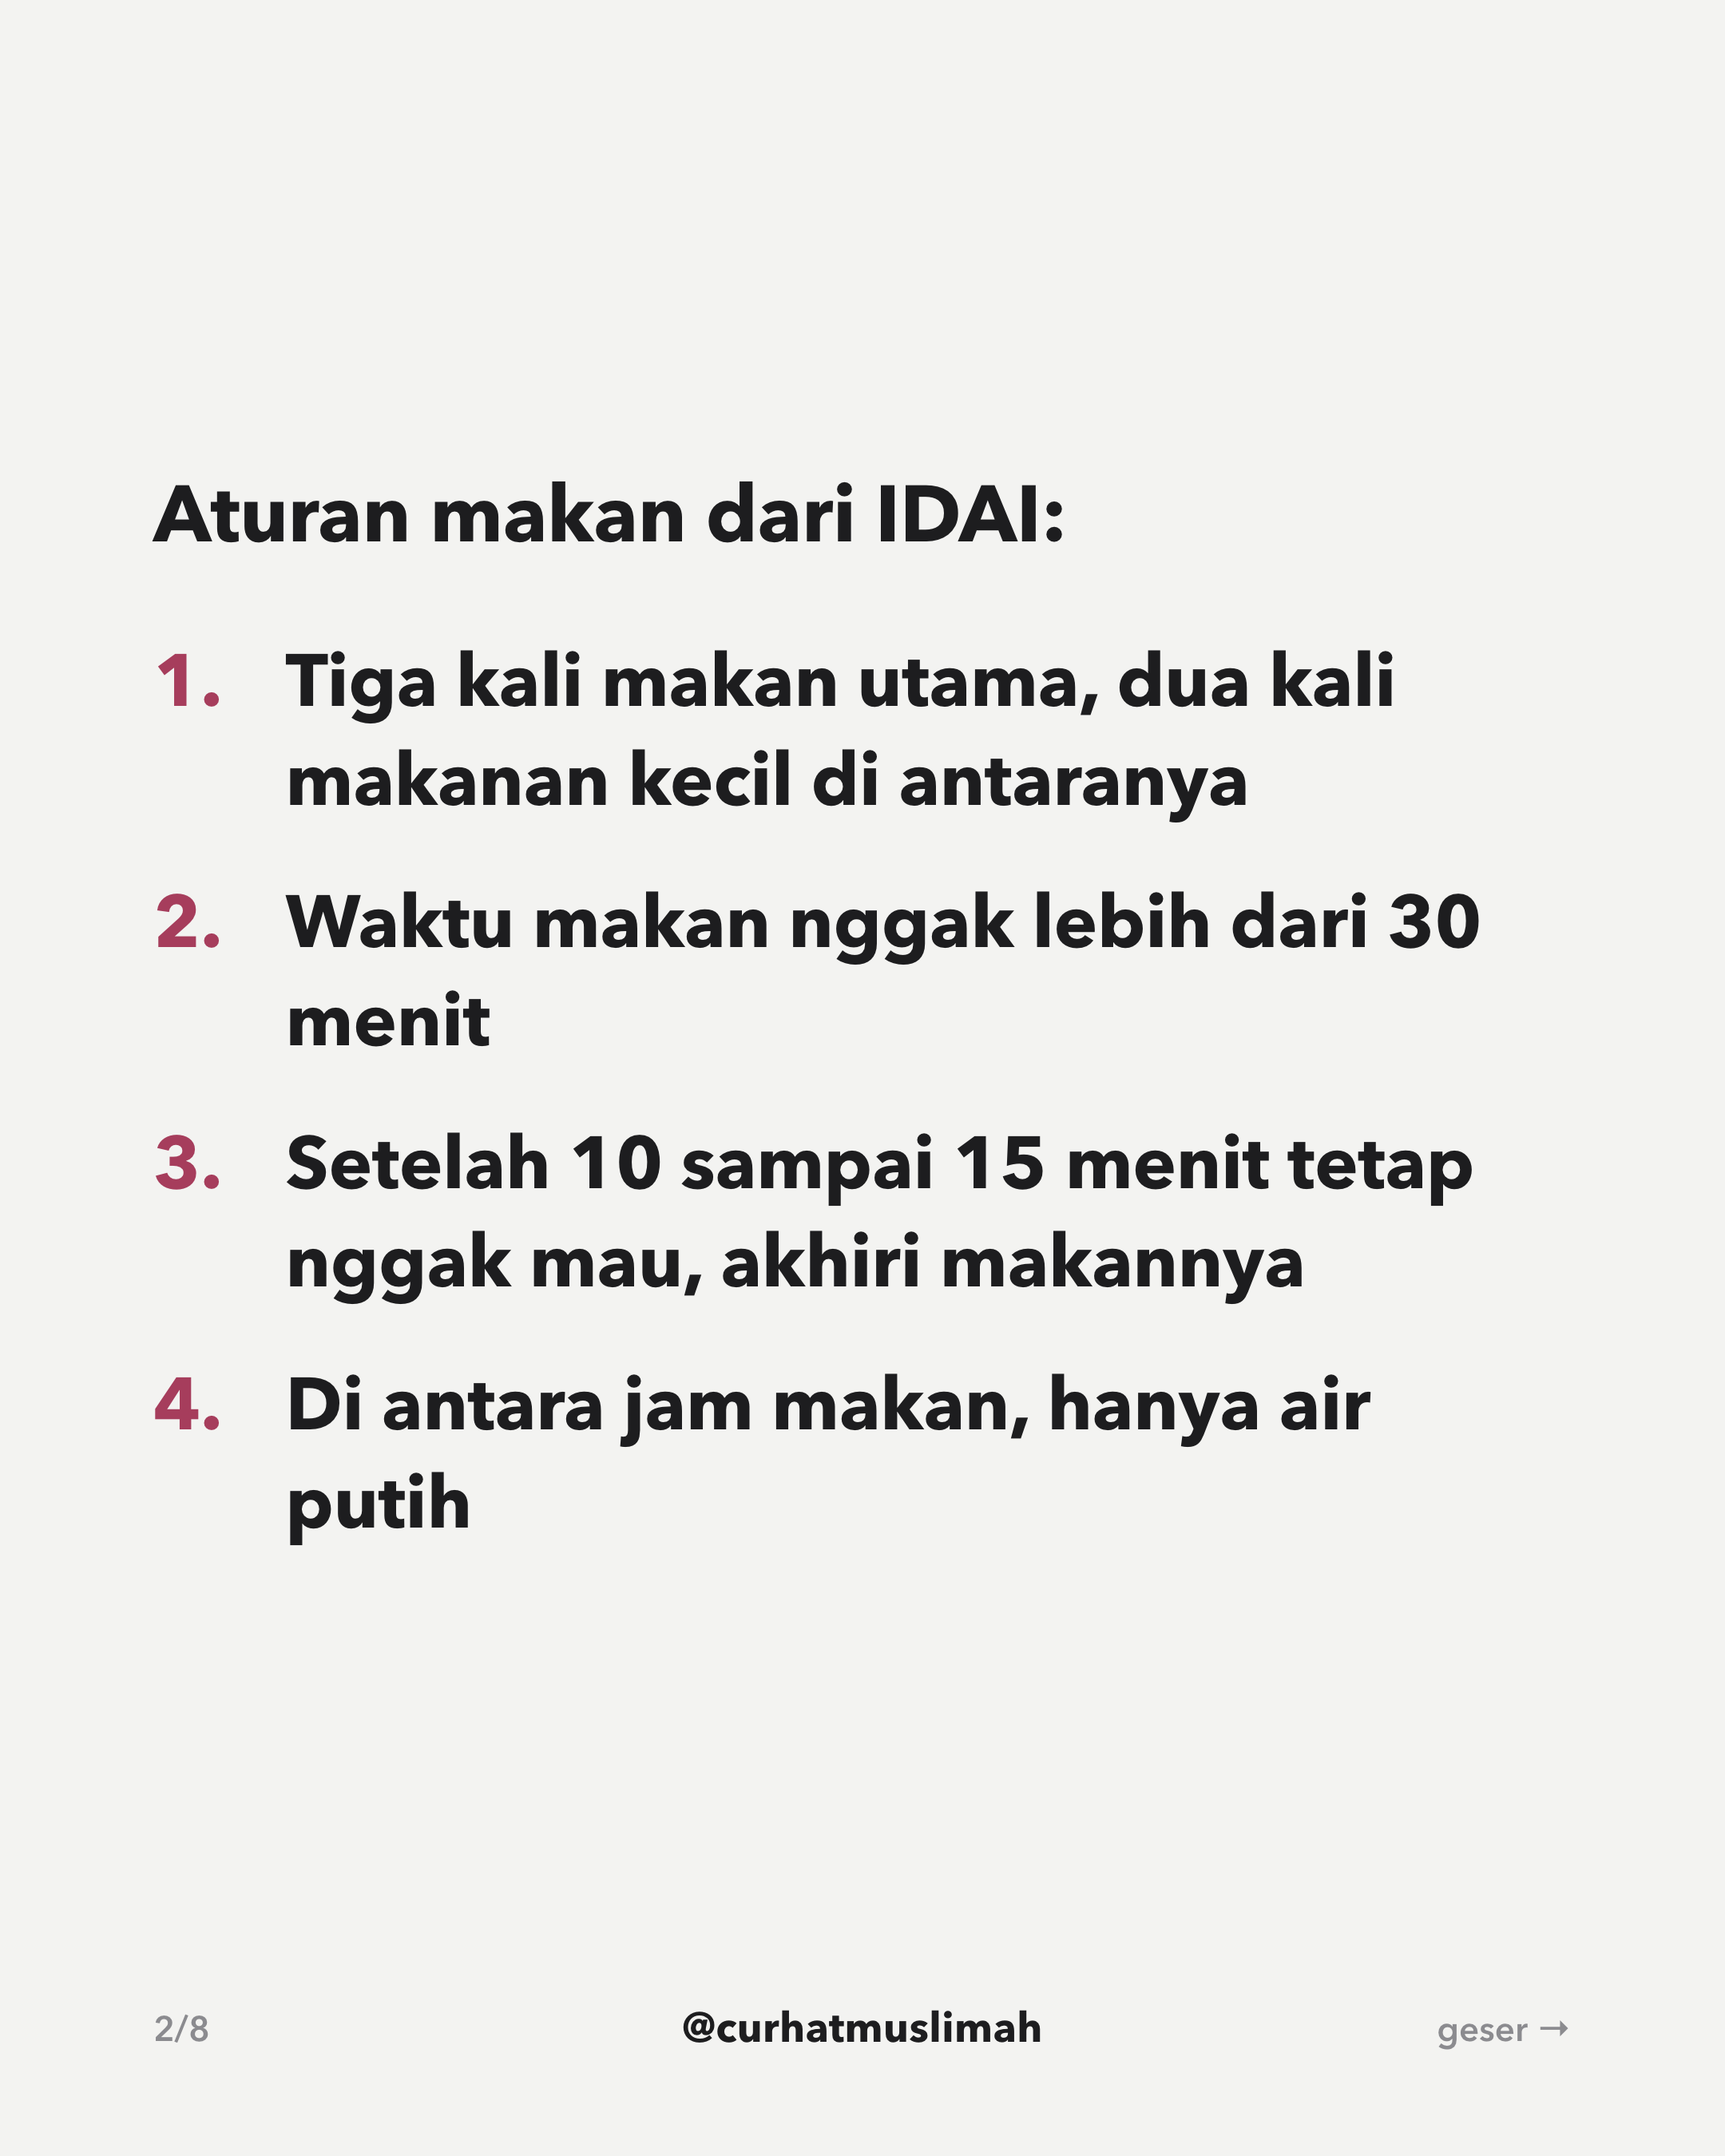 Aturan makan dari IDAI:
1. Tiga kali makan utama, dua kali
makanan kecil di antaranya
2. Waktu makan nggak lebih dari 30
menit
3. Setelah 10 sampai 15 menit tetap
nggak mau, akhiri makannya
4. Di antara jam makan, hanya air
putih
2/8
@curhatmuslimah
geser →